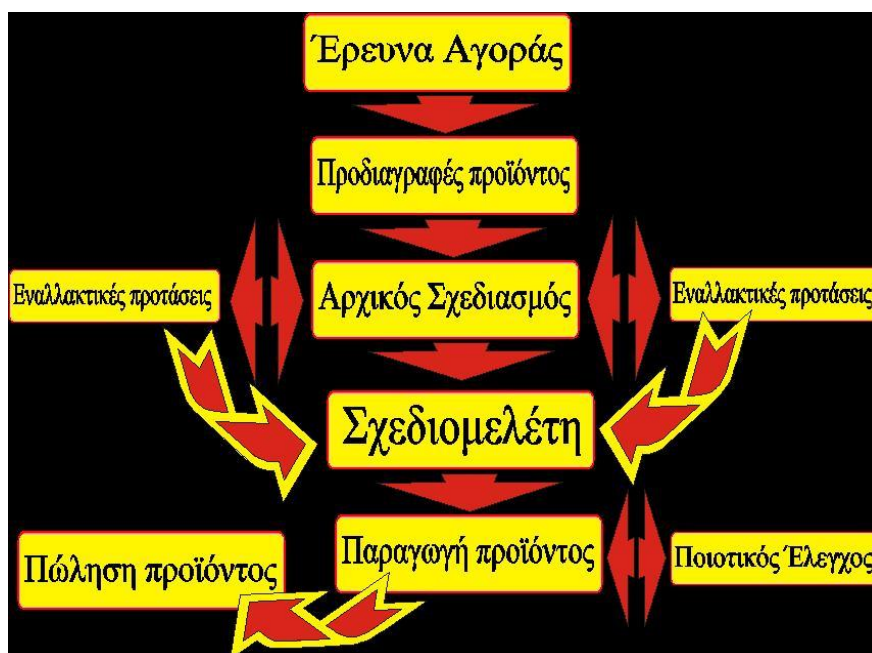 Έρευνα Αγοράς
Προδιαγραφές προϊόντος
Εναλλακτικές προτάσεις
Αρχικός Σχεδιασμός
Εναλλακτικές προτάσεις
Σχεδιομελέτη
Παραγωγή προϊόντος
Πώληση προϊόντος
Ποιοτικός Έλεγχος